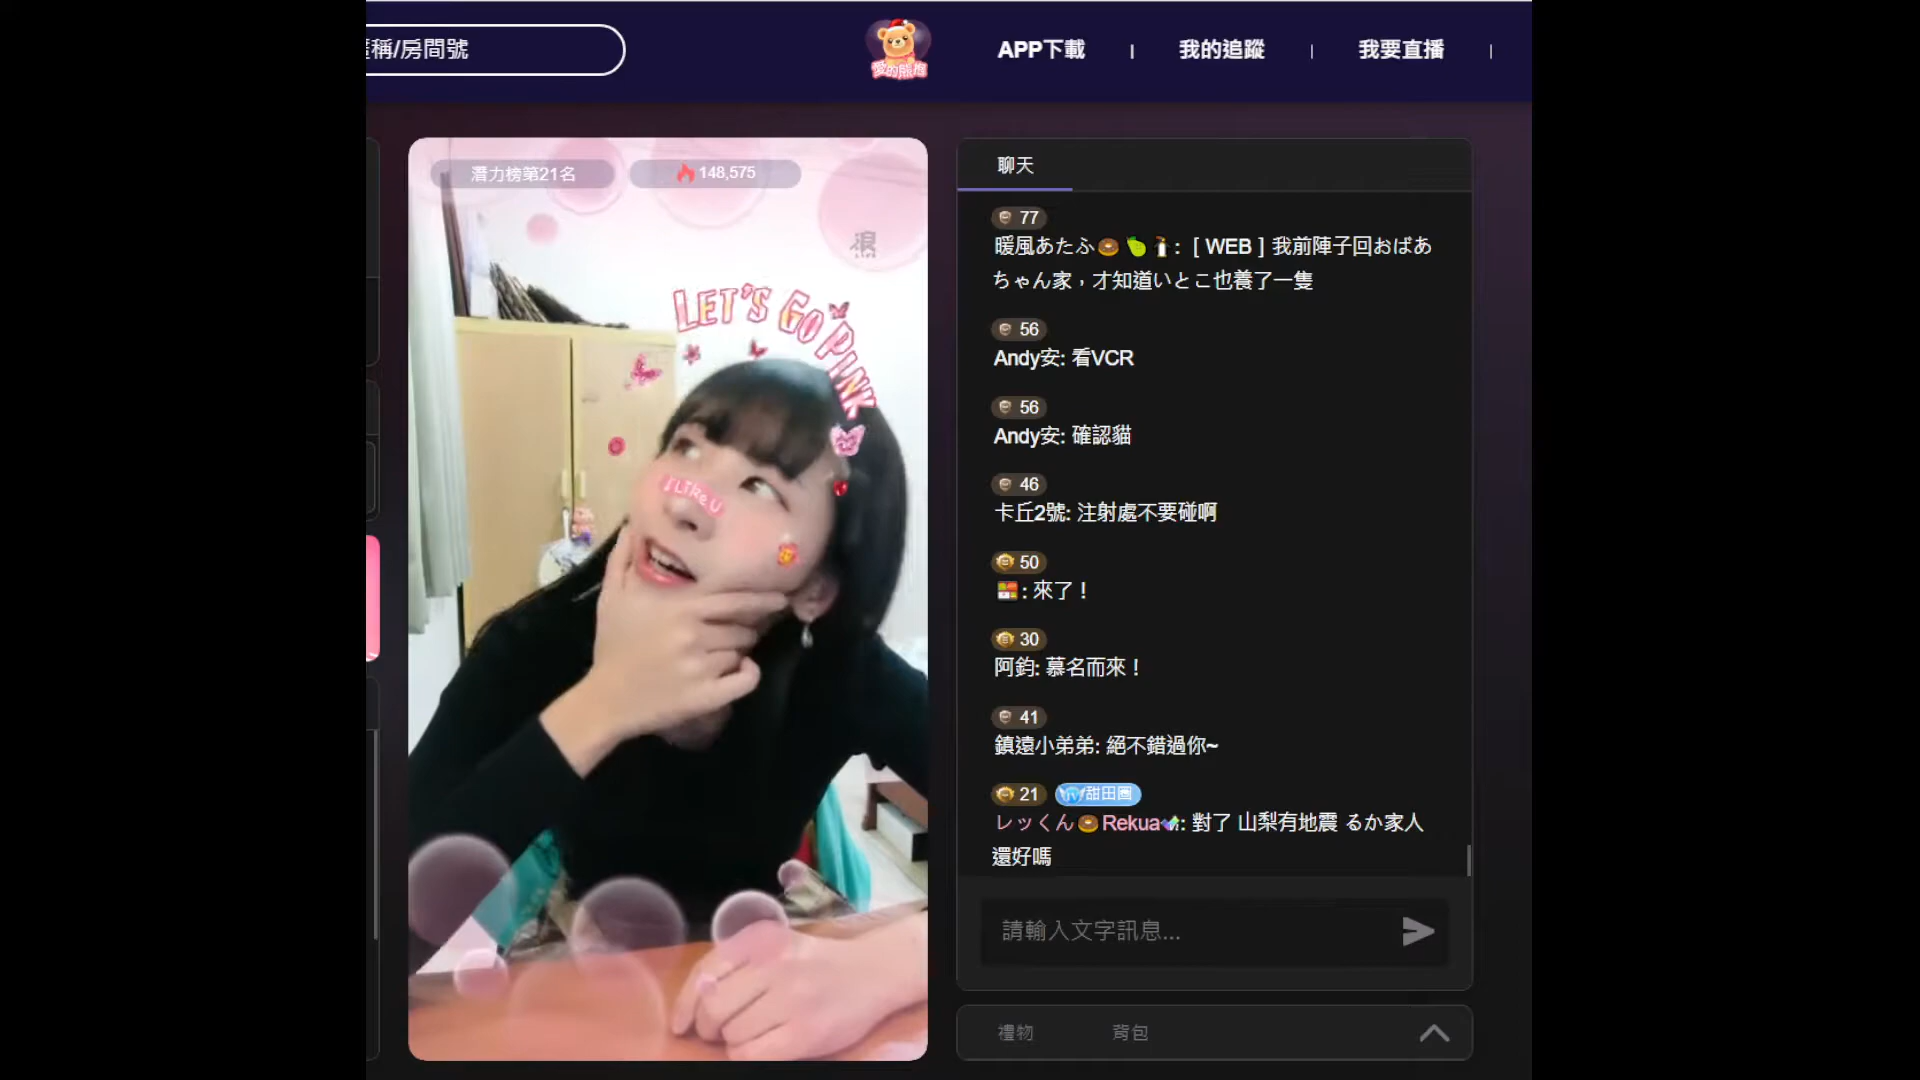 稱/房間號
愛的熊抱
APP下載
我的追蹤
我要直播
潛力榜第21名
148,575
浪
LET'S GO PINK
I LIKE U
聊天
77
暖風あたふ: [ WEB ] 我前陣子回おばあ
ちゃん家，才知道いとこ也養了一隻
56
Andy安: 看VCR
56
Andy安: 確認貓
46
卡丘2號: 注射處不要碰啊
50
: 來了！
30
阿鈞: 慕名而來！
41
鎮遠小弟弟: 絕不錯過你~
21 甜田圈
レッくん Rekua: 對了 山梨有地震 るか家人
還好嗎
請輸入文字訊息...
禮物
背包